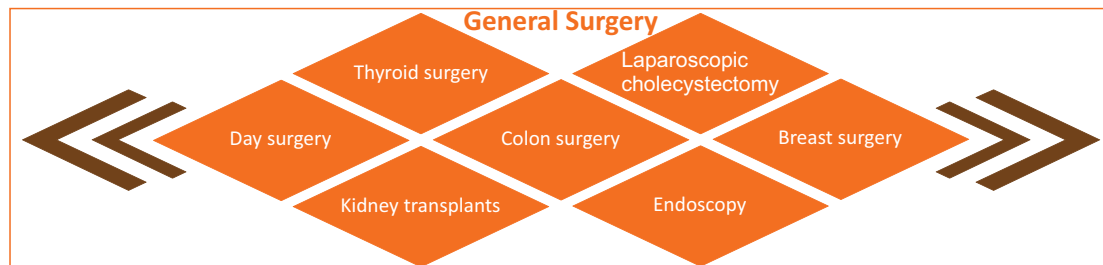 General Surgery
Thyroid surgery
Laparoscopic
cholecystectomy
Day surgery
Colon surgery
Breast surgery
Kidney transplants
Endoscopy